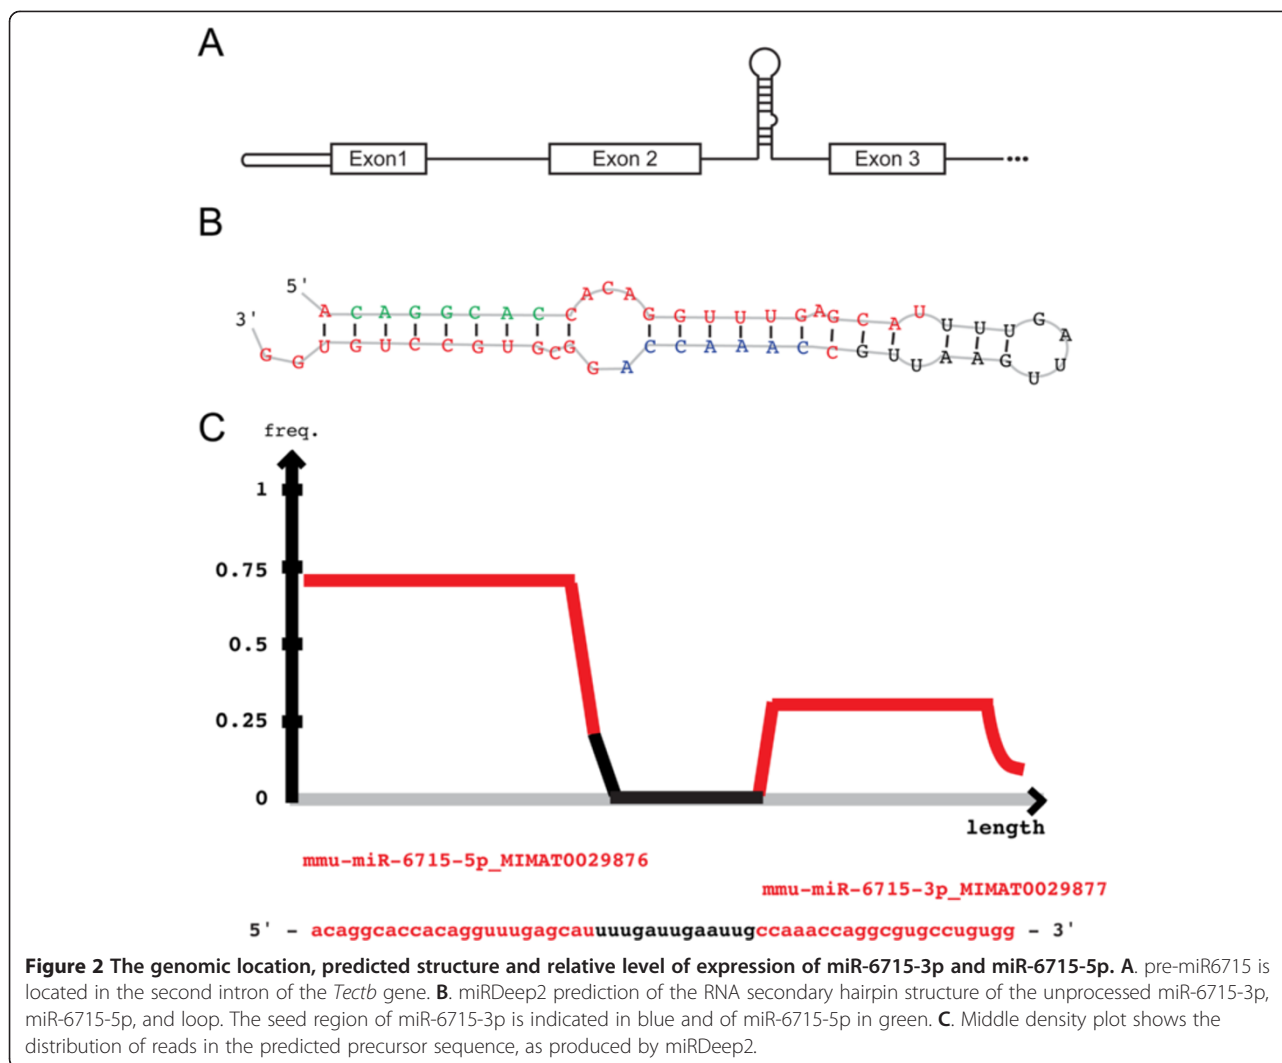 A
Exon1
Exon 2
Exon 3
B
5'
A C A G G C A C C A C A G G U U U G A G C A U U U U G A
3'
G G U G U C C G U G C G G A C C A A A C C G U U A A G U U
C
freq.
1
0.75
0.5
0.25
0
length
mmu-miR-6715-5p_MIMAT0029876
mmu-miR-6715-3p_MIMAT0029877
5' - acaggcaccacagguuugagcauuuugauugaauugccaaaccaggcgugccugugg - 3'
Figure 2 The genomic location, predicted structure and relative level of expression of miR-6715-3p and miR-6715-5p. A. pre-miR6715 is
located in the second intron of the Tectb gene. B. miRDeep2 prediction of the RNA secondary hairpin structure of the unprocessed miR-6715-3p,
miR-6715-5p, and loop. The seed region of miR-6715-3p is indicated in blue and of miR-6715-5p in green. C. Middle density plot shows the
distribution of reads in the predicted precursor sequence, as produced by miRDeep2.